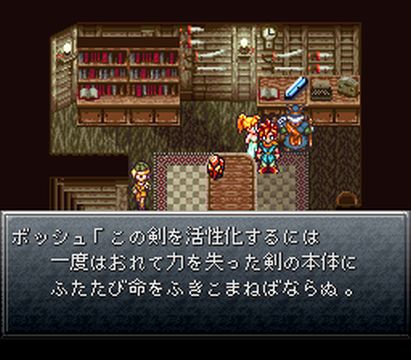 ボッシュ「この剣を活性化するには
一度はおれて力を失った剣の本体に
ふたたび命をふきこまねばならぬ。